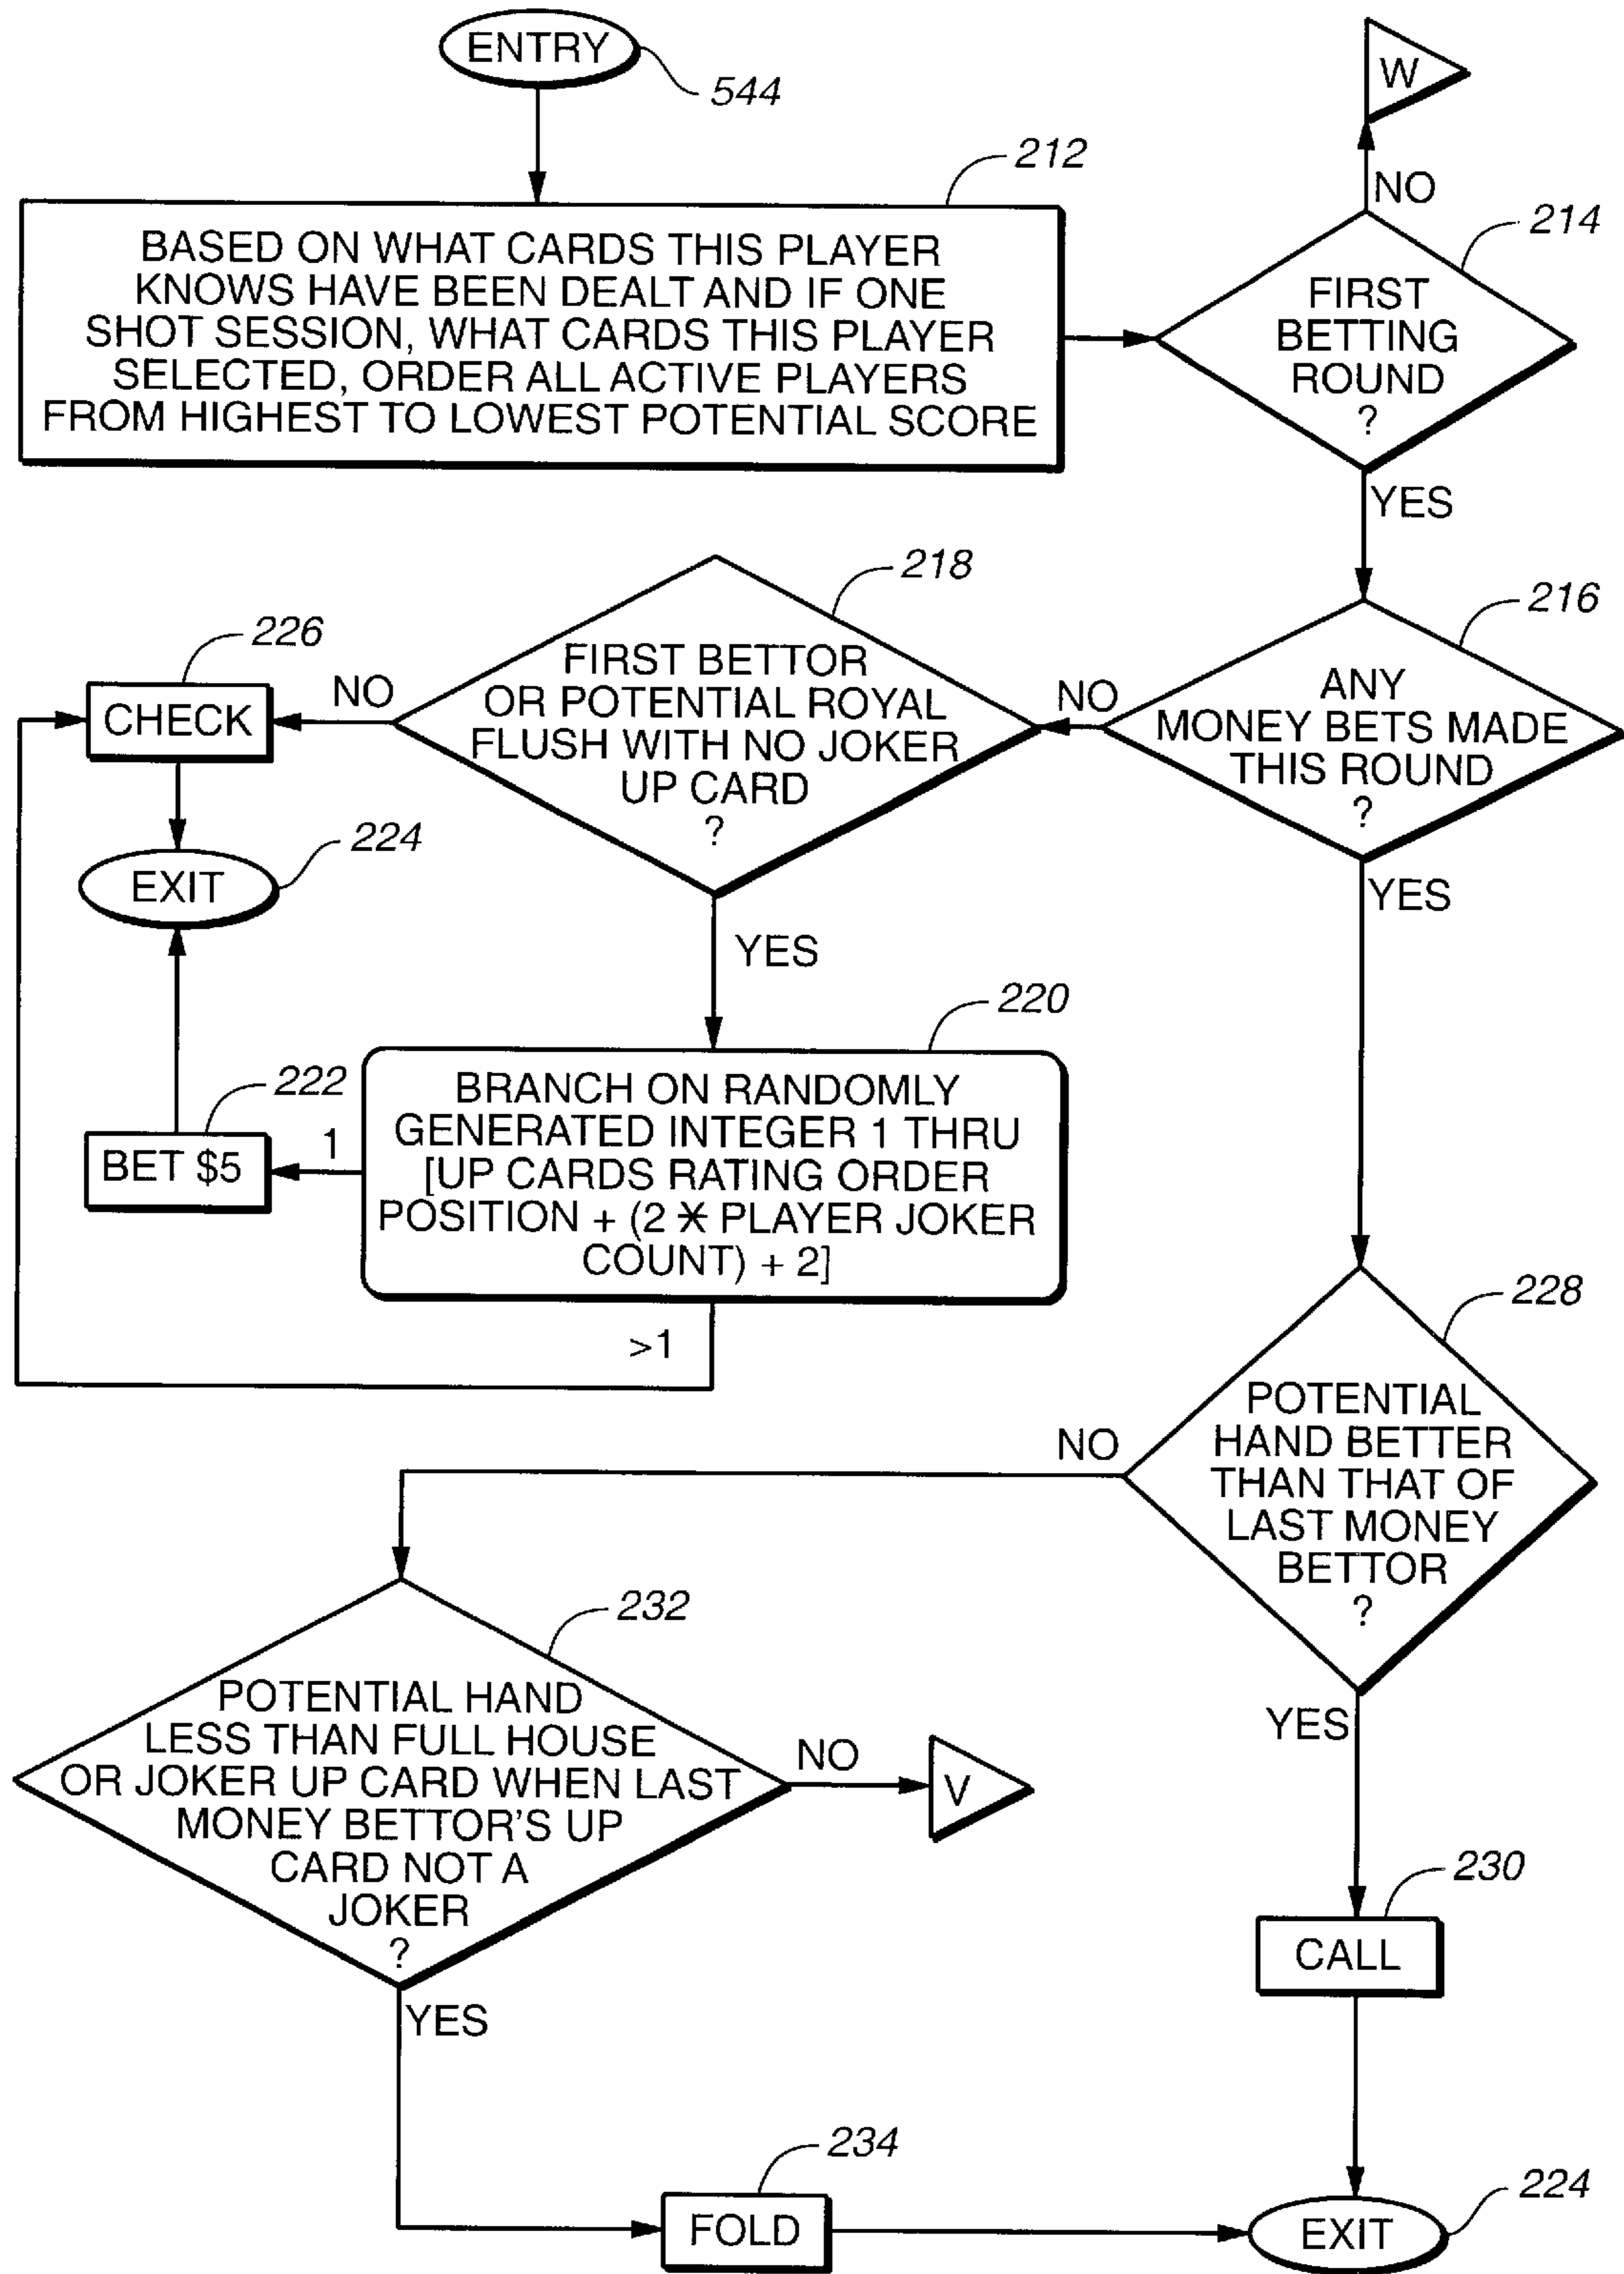 ENTRY
544
W
212
NO
BASED ON WHAT CARDS THIS PLAYER
KNOWS HAVE BEEN DEALT AND IF ONE
SHOT SESSION, WHAT CARDS THIS PLAYER
SELECTED, ORDER ALL ACTIVE PLAYERS
FROM HIGHEST TO LOWEST POTENTIAL SCORE
214
FIRST
BETTING
ROUND
?
YES
216
ANY
MONEY BETS MADE
THIS ROUND
?
NO
218
FIRST BETTOR
OR POTENTIAL ROYAL
FLUSH WITH NO JOKER
UP CARD
?
NO
226
CHECK
224
EXIT
YES
YES
220
BRANCH ON RANDOMLY
GENERATED INTEGER 1 THRU
[UP CARDS RATING ORDER
POSITION + (2 * PLAYER JOKER
COUNT) + 2]
1
222
BET $5
>1
228
POTENTIAL
HAND BETTER
THAN THAT OF
LAST MONEY
BETTOR
?
NO
232
POTENTIAL HAND
LESS THAN FULL HOUSE
OR JOKER UP CARD WHEN LAST
MONEY BETTOR'S UP
CARD NOT A
JOKER
?
NO
V
YES
230
CALL
YES
234
FOLD
224
EXIT